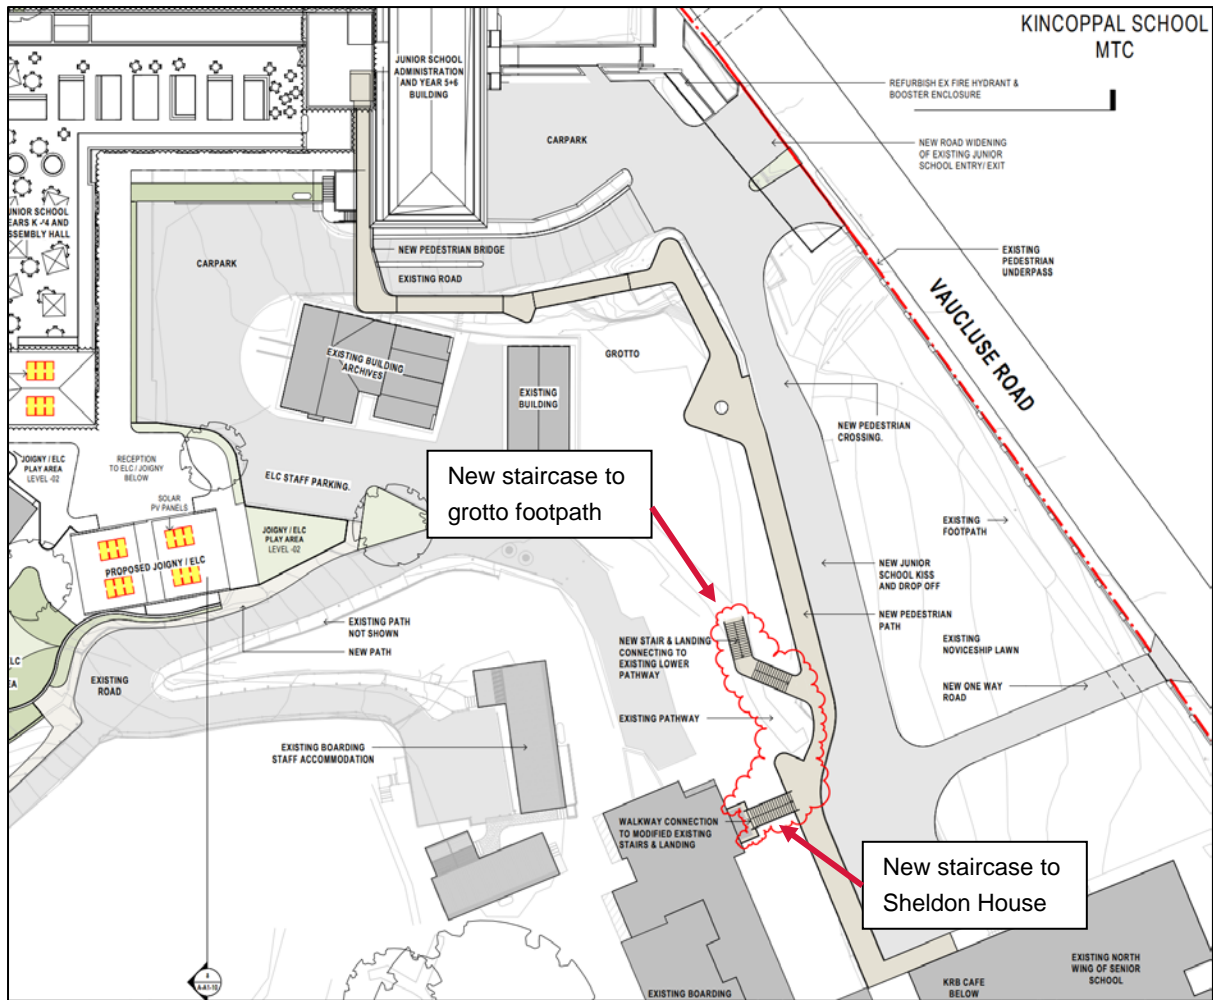 KINCOPPAL SCHOOL
MTC
JUNIOR SCHOOL
ADMINISTRATION
AND YEAR 5+6
BUILDING
REFURBISH EX FIRE HYDRANT &
BOOSTER ENCLOSURE
CARPARK
NEW ROAD WIDENING
OF EXISTING JUNIOR
SCHOOL ENTRY/ EXIT
UNIOR SCHOOL
EARS K -'4 AND
SSEMBLY HALL
CARPARK
NEW PEDESTRIAN BRIDGE
EXISTING ROAD
EXISTING
PEDESTRIAN
UNDERPASS
VAUCLUSE ROAD
EXISTING BUILDING
ARCHIVES
GROTTO
EXISTING
BUILDING
NEW PEDESTRIAN
CROSSING.
JOIGNY / ELC
PLAY AREA
LEVEL -02
RECEPTION
TO ELC / JOIGNY
BELOW
SOLAR
PV PANELS
ELC STAFF PARKING.
New staircase to
grotto footpath
JOIGNY / ELC
PLAY AREA
LEVEL -02
PROPOSED JOIGNY / ELC
EXISTING
FOOTPATH
NEW JUNIOR
SCHOOL KISS
AND DROP OFF
NEW PEDESTRIAN
PATH
EXISTING PATH
NOT SHOWN
NEW PATH
NEW STAIR & LANDING
CONNECTING TO
EXISTING LOWER
PATHWAY
EXISTING
NOVICESHIP LAWN
LC
EA
EXISTING
ROAD
NEW ONE WAY
ROAD
EXISTING PATHWAY
EXISTING BOARDING
STAFF ACCOMMODATION
WALKWAY CONNECTION
TO MODIFIED EXISTING
STAIRS & LANDING
New staircase to
Sheldon House
EXISTING NORTH
WING OF SENIOR
SCHOOL
KRB CAFE
BELOW
EXISTING BOARDING